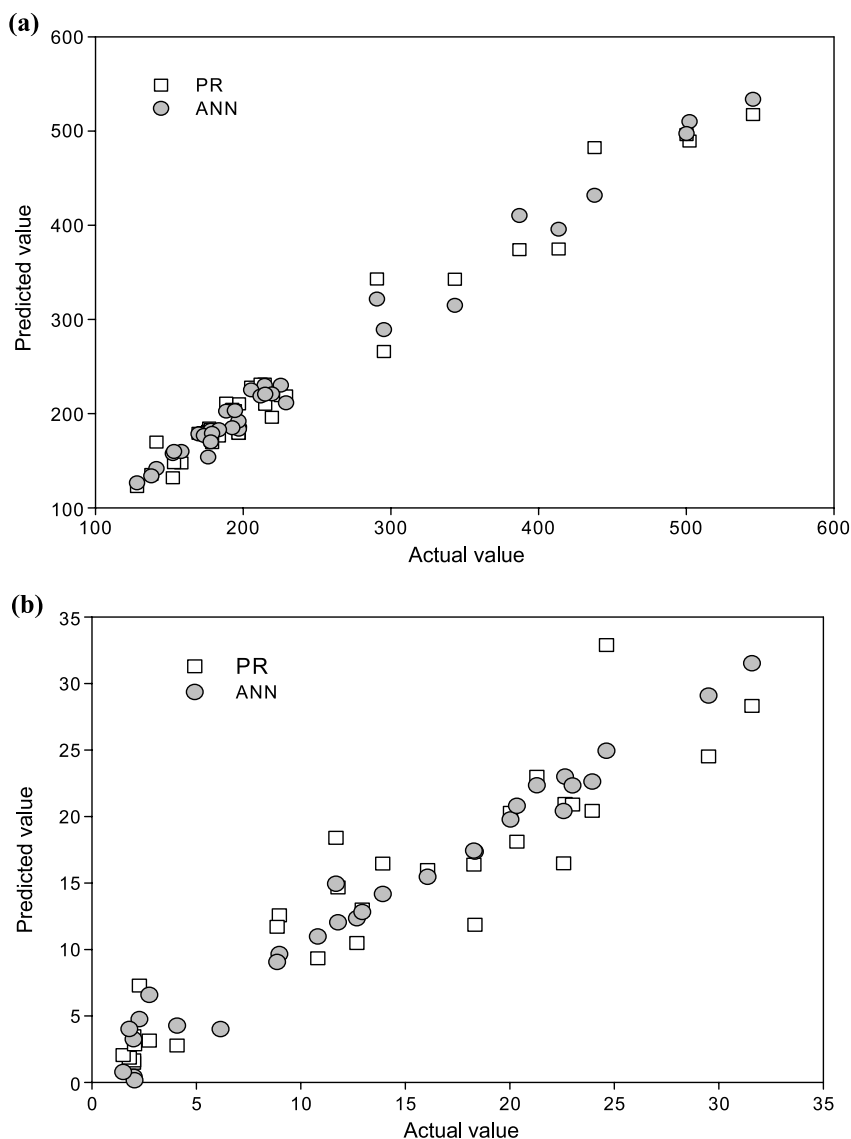 (a)
600
PR
ANN
500
400
300
200
100
Predicted value
100 200 300 400 500 600
Actual value
(b)
35
PR
ANN
30
25
20
15
10
5
0
Predicted value
0 5 10 15 20 25 30 35
Actual value